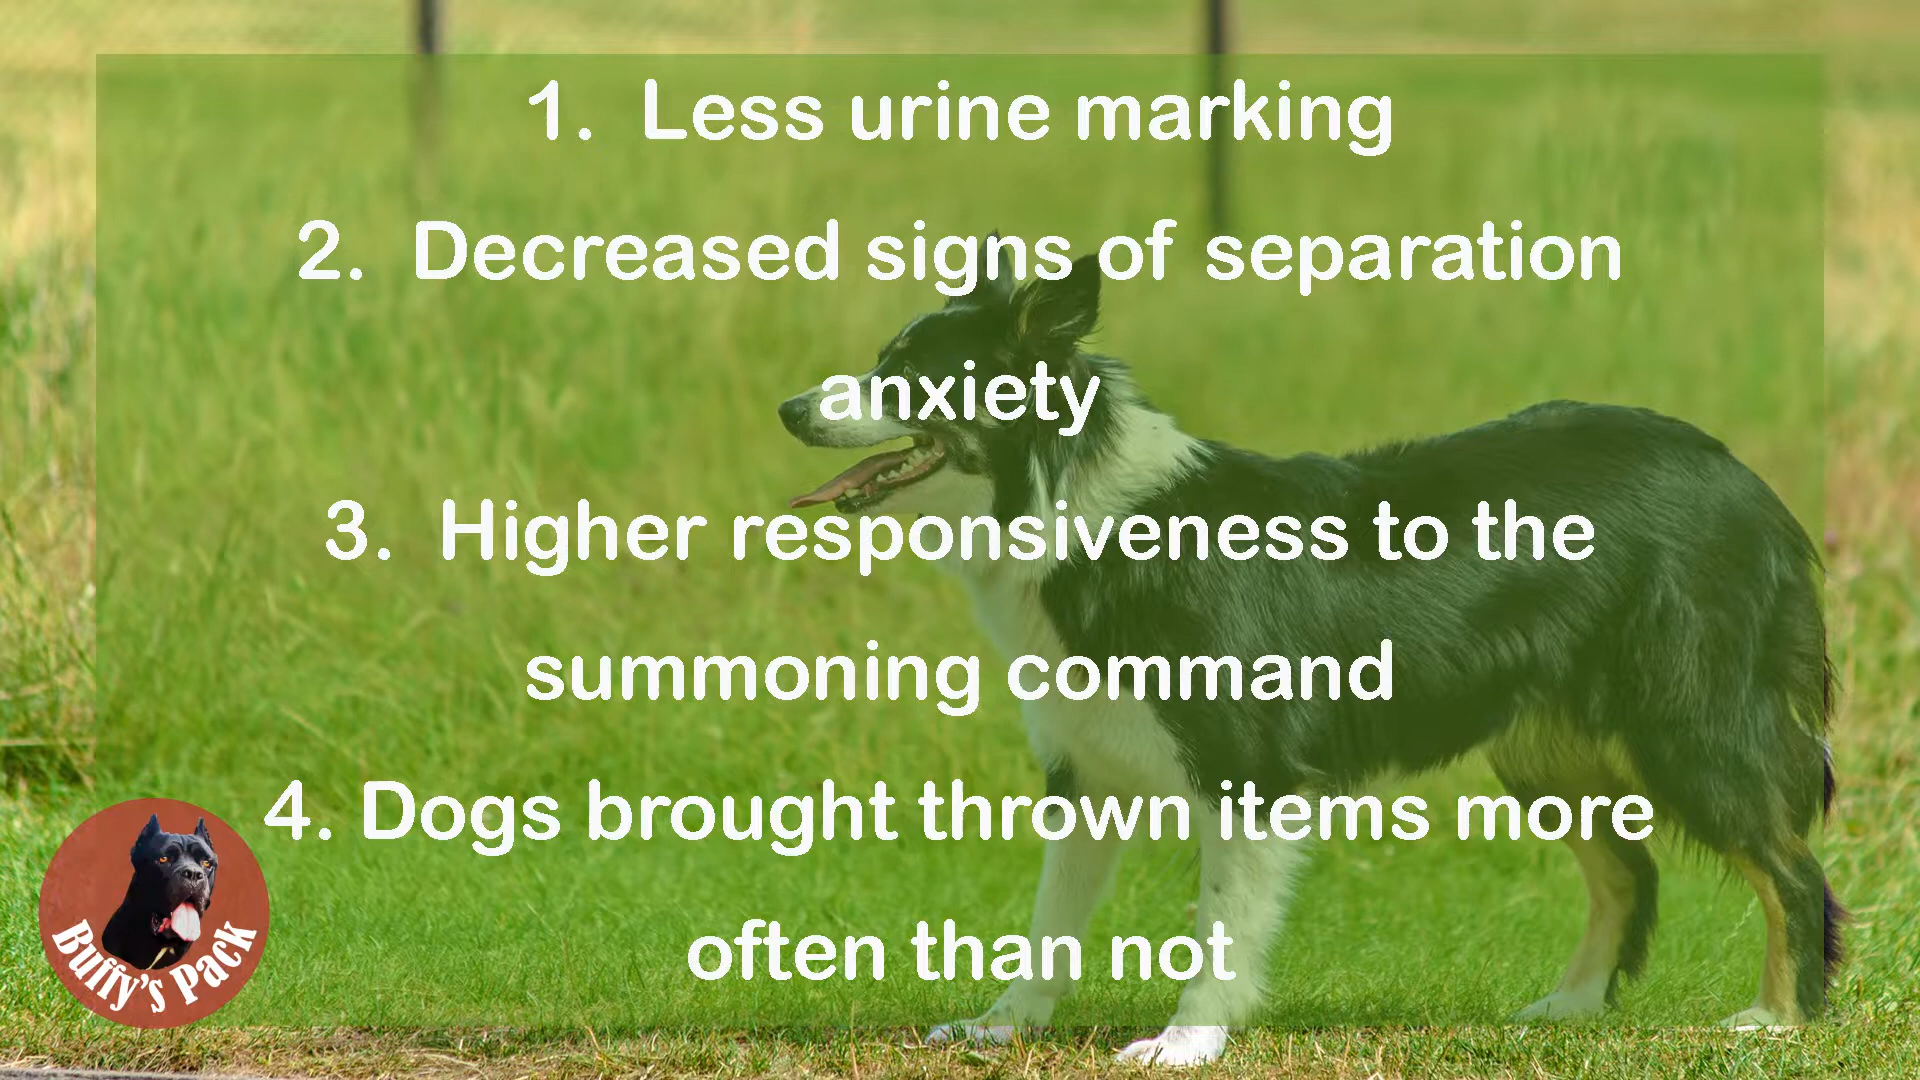 1. Less urine marking
2. Decreased signs of separation
anxiety
3. Higher responsiveness to the
summoning command
4. Dogs brought thrown items more
often than not
Buffy's Pack